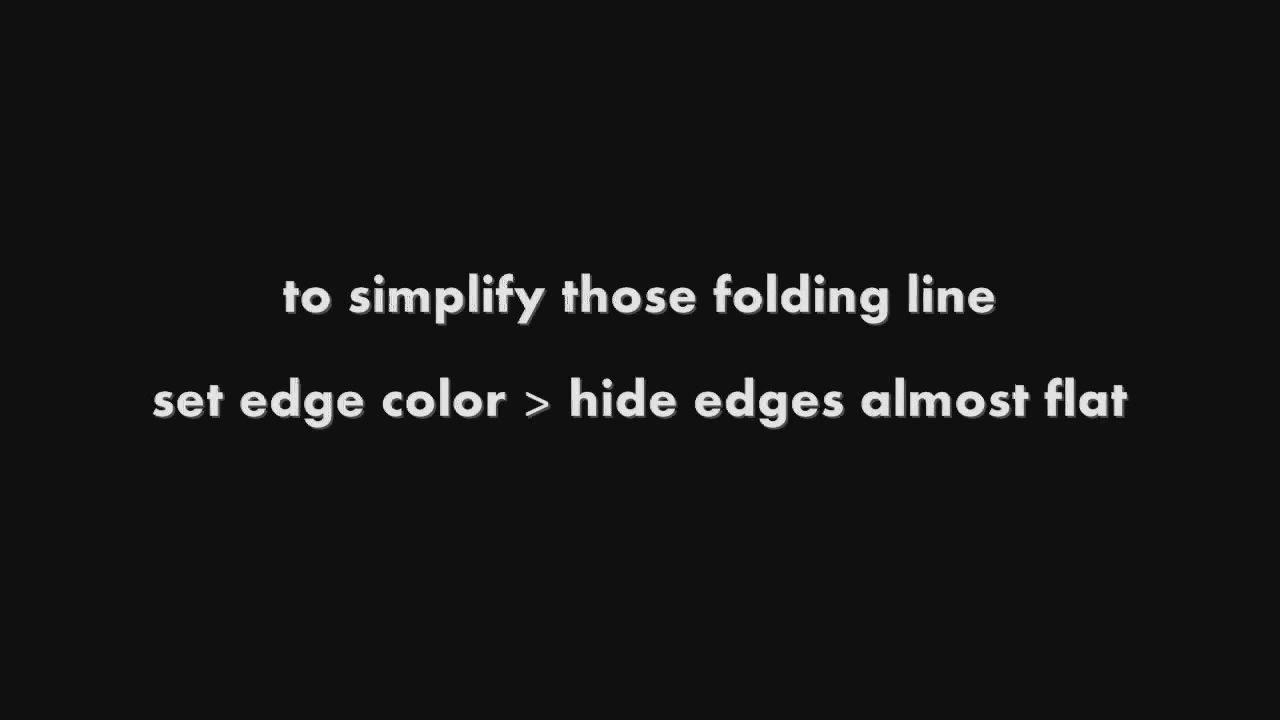 to simplify those folding line
set edge color > hide edges almost flat